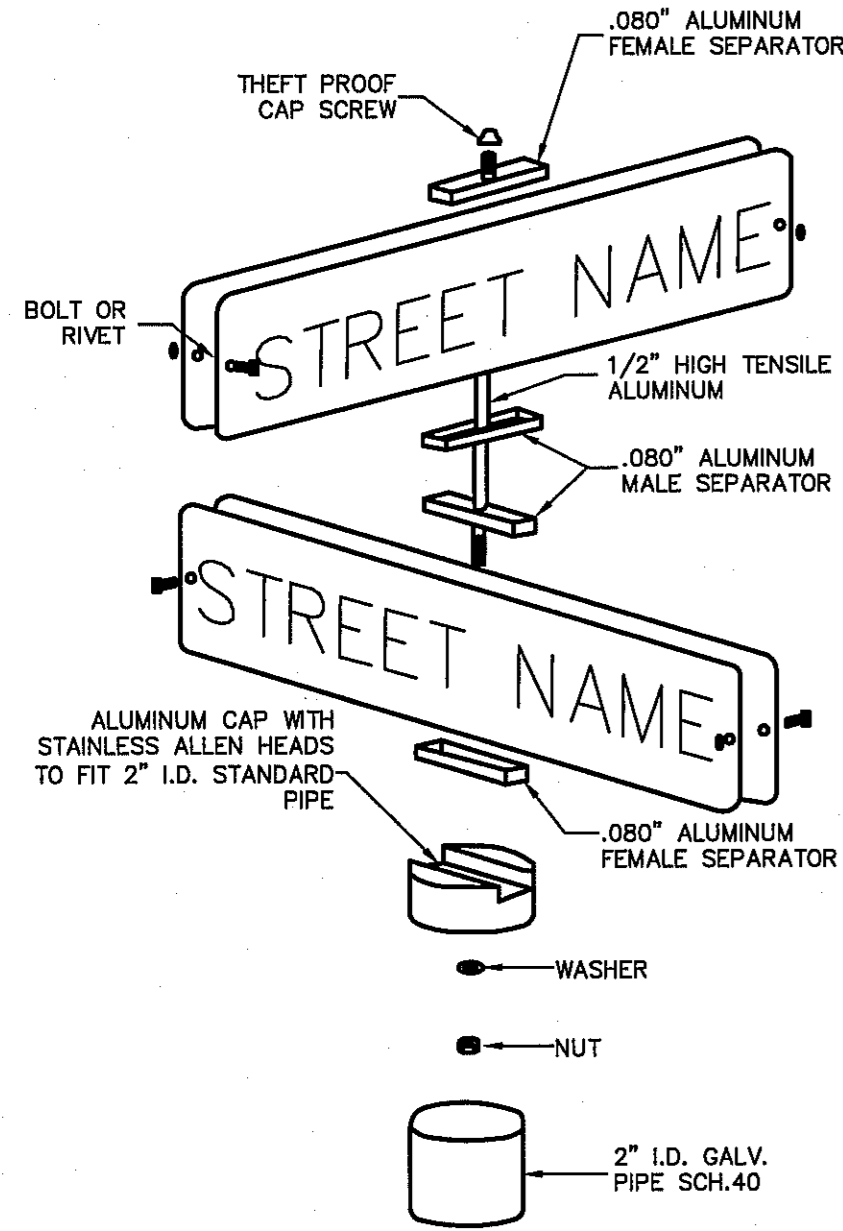 .080" ALUMINUM
FEMALE SEPARATOR
THEFT PROOF
CAP SCREW
STREET NAME
BOLT OR
RIVET
1/2" HIGH TENSILE
ALUMINUM
.080" ALUMINUM
MALE SEPARATOR
STREET NAME
ALUMINUM CAP WITH
STAINLESS ALLEN HEADS
TO FIT 2" I.D. STANDARD
PIPE
.080" ALUMINUM
FEMALE SEPARATOR
WASHER
NUT
2" I.D. GALV.
PIPE SCH.40